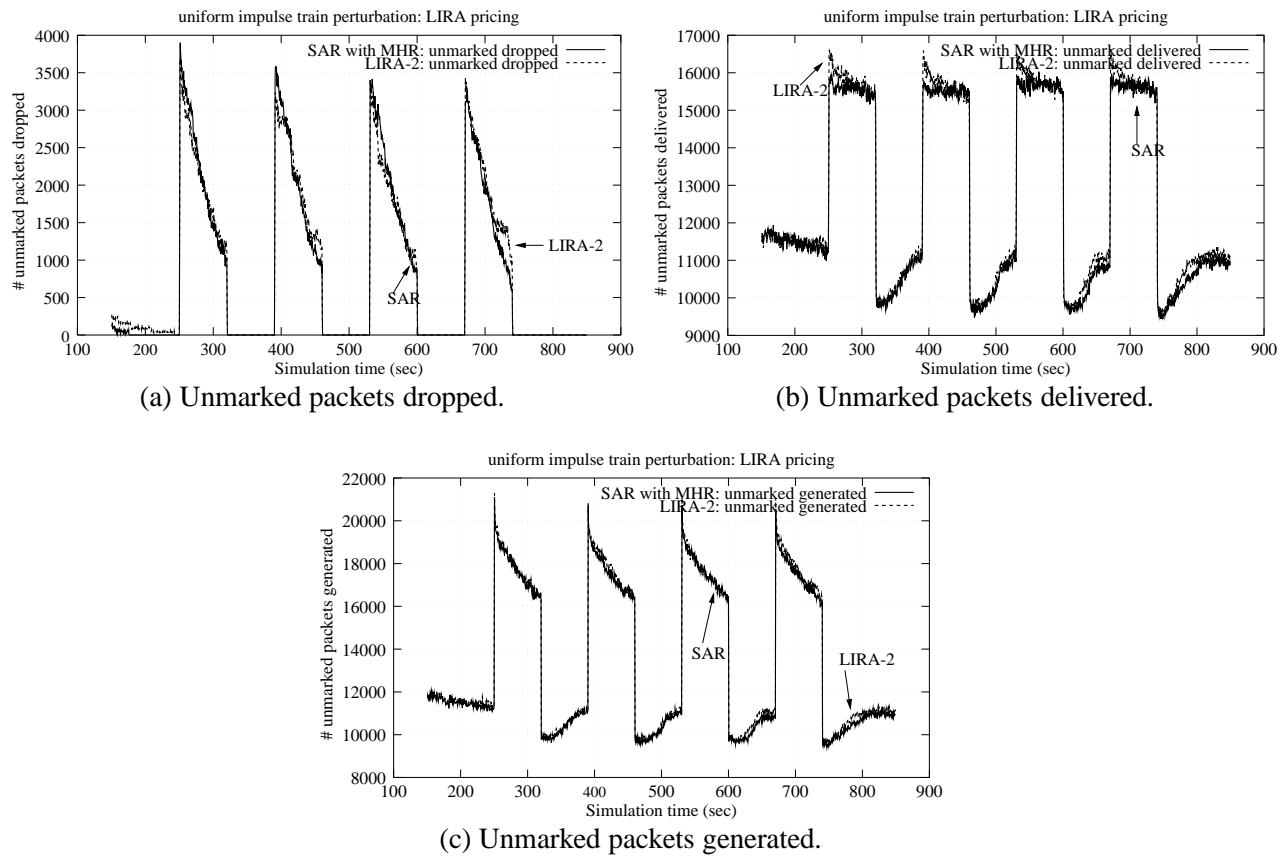 uniform impulse train perturbation: LIRA pricing
4000
3500
3000
2500
2000
1500
1000
500
0
# unmarked packets dropped
SAR with MHR: unmarked dropped
LIRA-2: unmarked dropped
LIRA-2
SAR
100 200 300 400 500 600 700 800 900
Simulation time (sec)
(a) Unmarked packets dropped.
uniform impulse train perturbation: LIRA pricing
17000
16000
15000
14000
13000
12000
11000
10000
9000
# unmarked packets delivered
SAR with MHR: unmarked delivered
LIRA-2: unmarked delivered
LIRA-2
SAR
100 200 300 400 500 600 700 800 900
Simulation time (sec)
(b) Unmarked packets delivered.
uniform impulse train perturbation: LIRA pricing
22000
20000
18000
16000
14000
12000
10000
8000
# unmarked packets generated
SAR with MHR: unmarked generated
LIRA-2: unmarked generated
SAR
LIRA-2
100 200 300 400 500 600 700 800 900
Simulation time (sec)
(c) Unmarked packets generated.